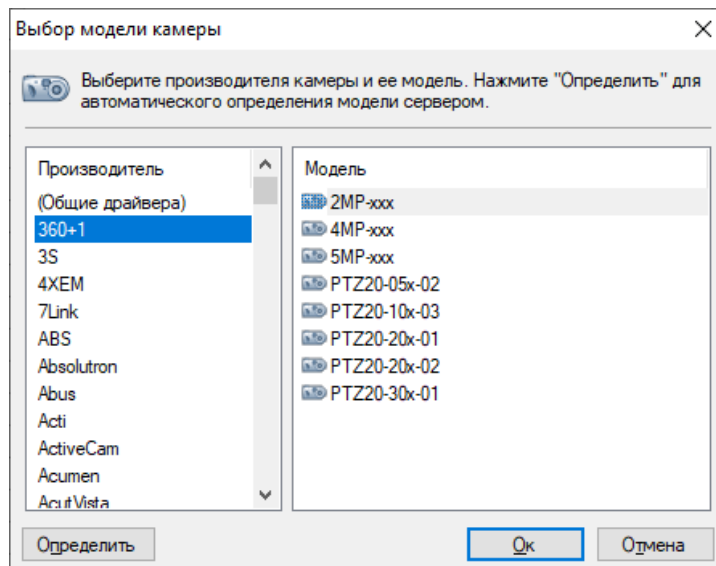 Выбор модели камеры
Выберите производителя камеры и ее модель. Нажмите "Определить" для
автоматического определения модели сервером.
Производитель
(Общие драйвера)
360+1
3S
4XEM
7Link
ABS
Absolutron
Abus
Acti
ActiveCam
Acumen
AcutVista
Модель
2MP-xxx
4MP-xxx
5MP-xxx
PTZ20-05x-02
PTZ20-10x-03
PTZ20-20x-01
PTZ20-20x-02
PTZ20-30x-01
Определить
Ок
Отмена